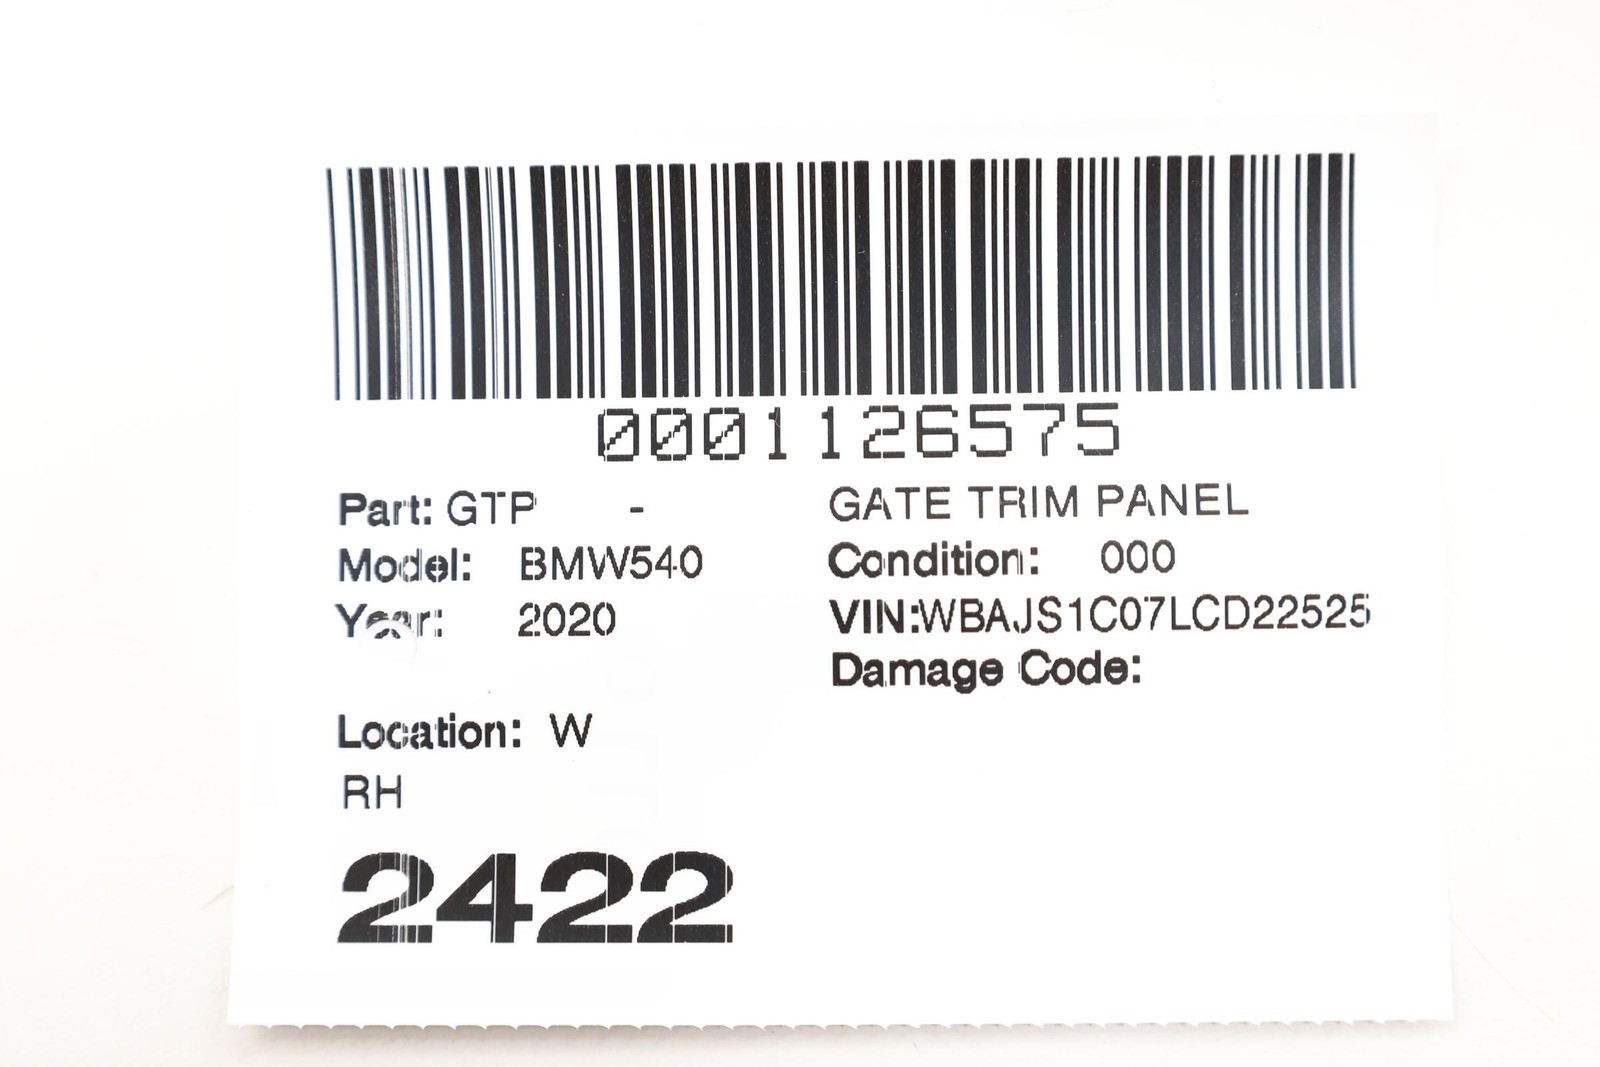 0001126575
Part: GTP - GATE TRIM PANEL
Model: BMW540 Condition: 000
Year: 2020 VIN:WBAJS1C07LCD22525
Damage Code:
Location: W
RH
2422